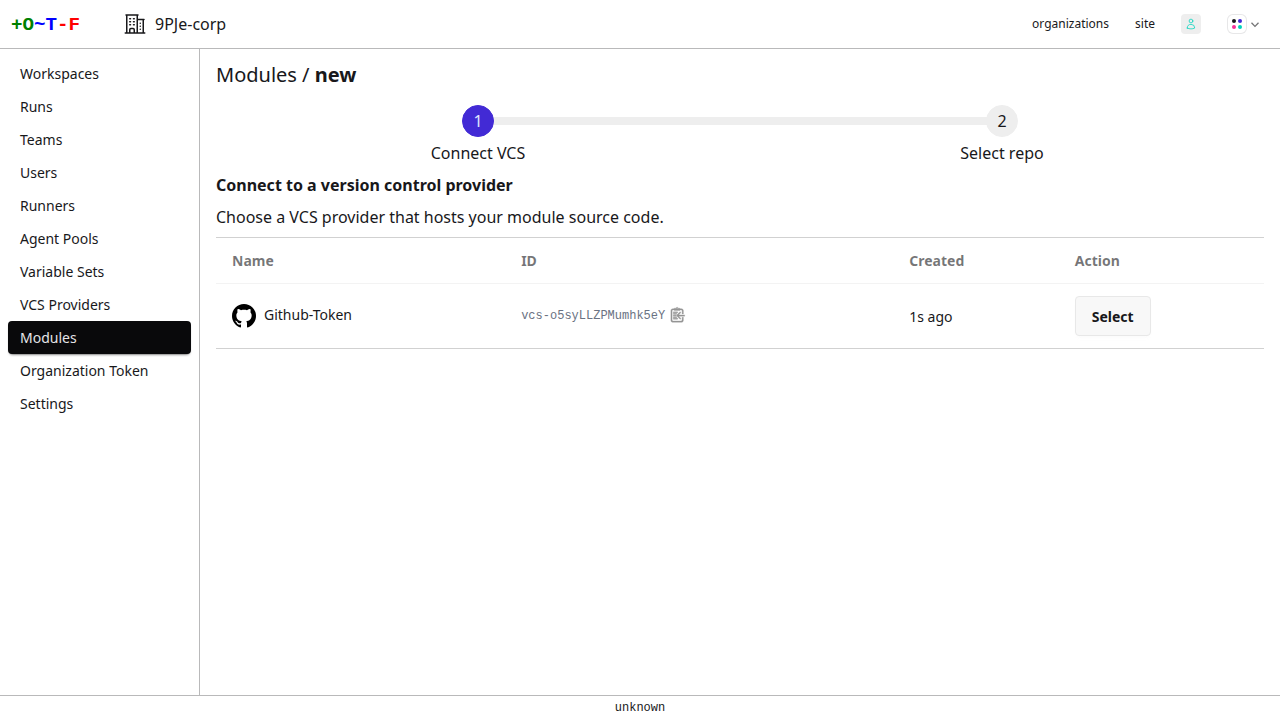 +O~T-F
9PJe-corp
organizations
site
Workspaces
Runs
Teams
Users
Runners
Agent Pools
Variable Sets
VCS Providers
Modules
Organization Token
Settings
Modules / new
1
2
Connect VCS
Select repo
Connect to a version control provider
Choose a VCS provider that hosts your module source code.
Name ID Created Action
Github-Token vcs-o5syLLZPMumhk5eY 1s ago Select
unknown